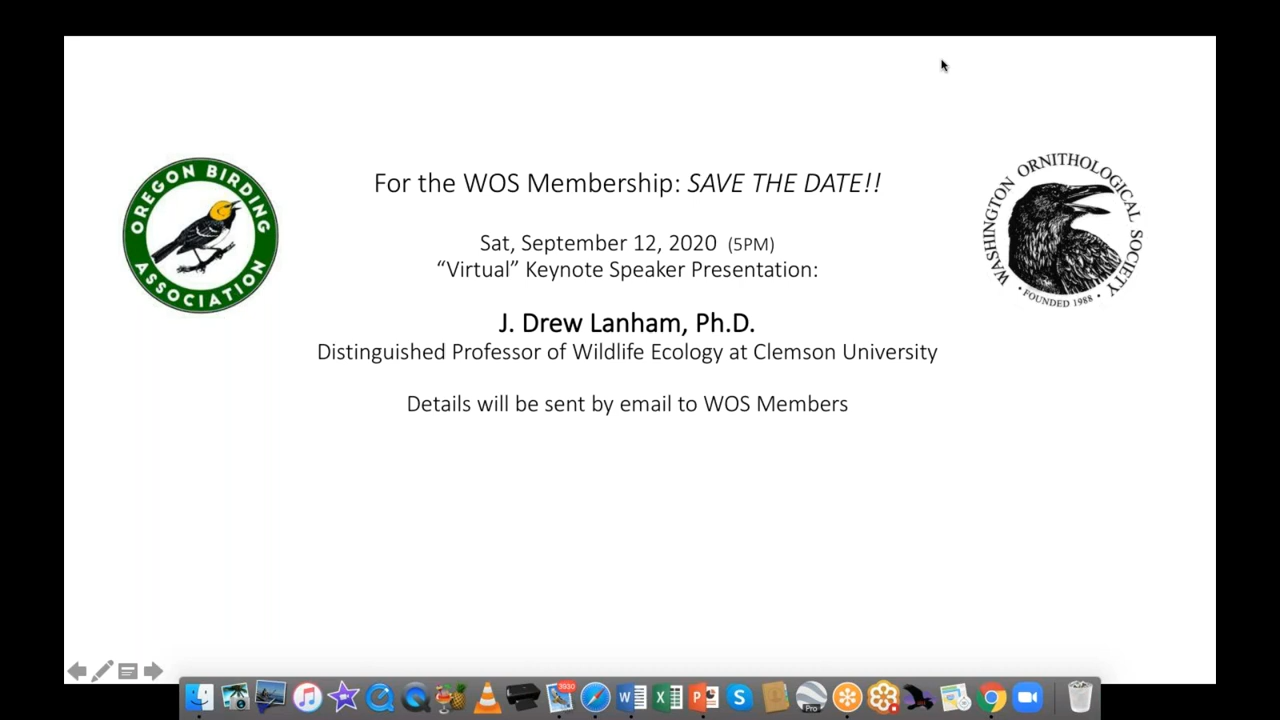 OREGON BIRDING ASSOCIATION
WASHINGTON ORNITHOLOGICAL SOCIETY
• FOUNDED 1988 •
For the WOS Membership: SAVE THE DATE!!
Sat, September 12, 2020 (5PM)
“Virtual” Keynote Speaker Presentation:
J. Drew Lanham, Ph.D.
Distinguished Professor of Wildlife Ecology at Clemson University
Details will be sent by email to WOS Members
3930
W
X
P
S
Pro